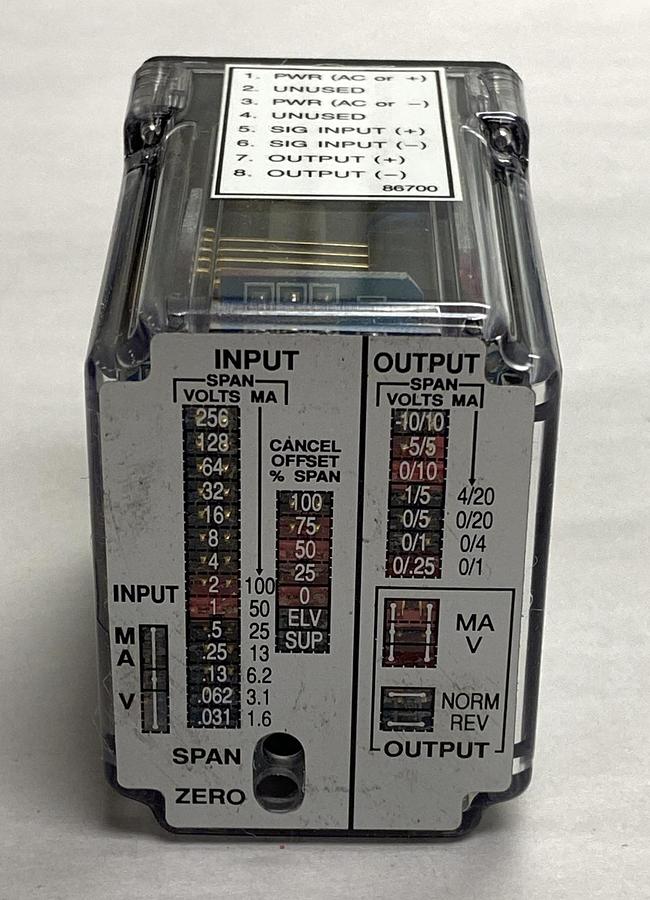 1. PWR (AC or +)
2. UNUSED
3. PWR (AC or −)
4. UNUSED
5. SIG INPUT (+)
6. SIG INPUT (−)
7. OUTPUT (+)
8. OUTPUT (−)
86700
INPUT
SPAN
VOLTS MA
256
128
64
32
16
8
4
2 100
1 50
.5 25
.25 13
.13 6.2
.062 3.1
.031 1.6
CANCEL
OFFSET
% SPAN
100
75
50
25
0
ELV
SUP
INPUT
MA
V
SPAN
ZERO
OUTPUT
SPAN
VOLTS MA
-10/10
-5/5
0/10
1/5 4/20
0/5 0/20
0/1 0/4
0/.25 0/1
MA
V
NORM
REV
OUTPUT